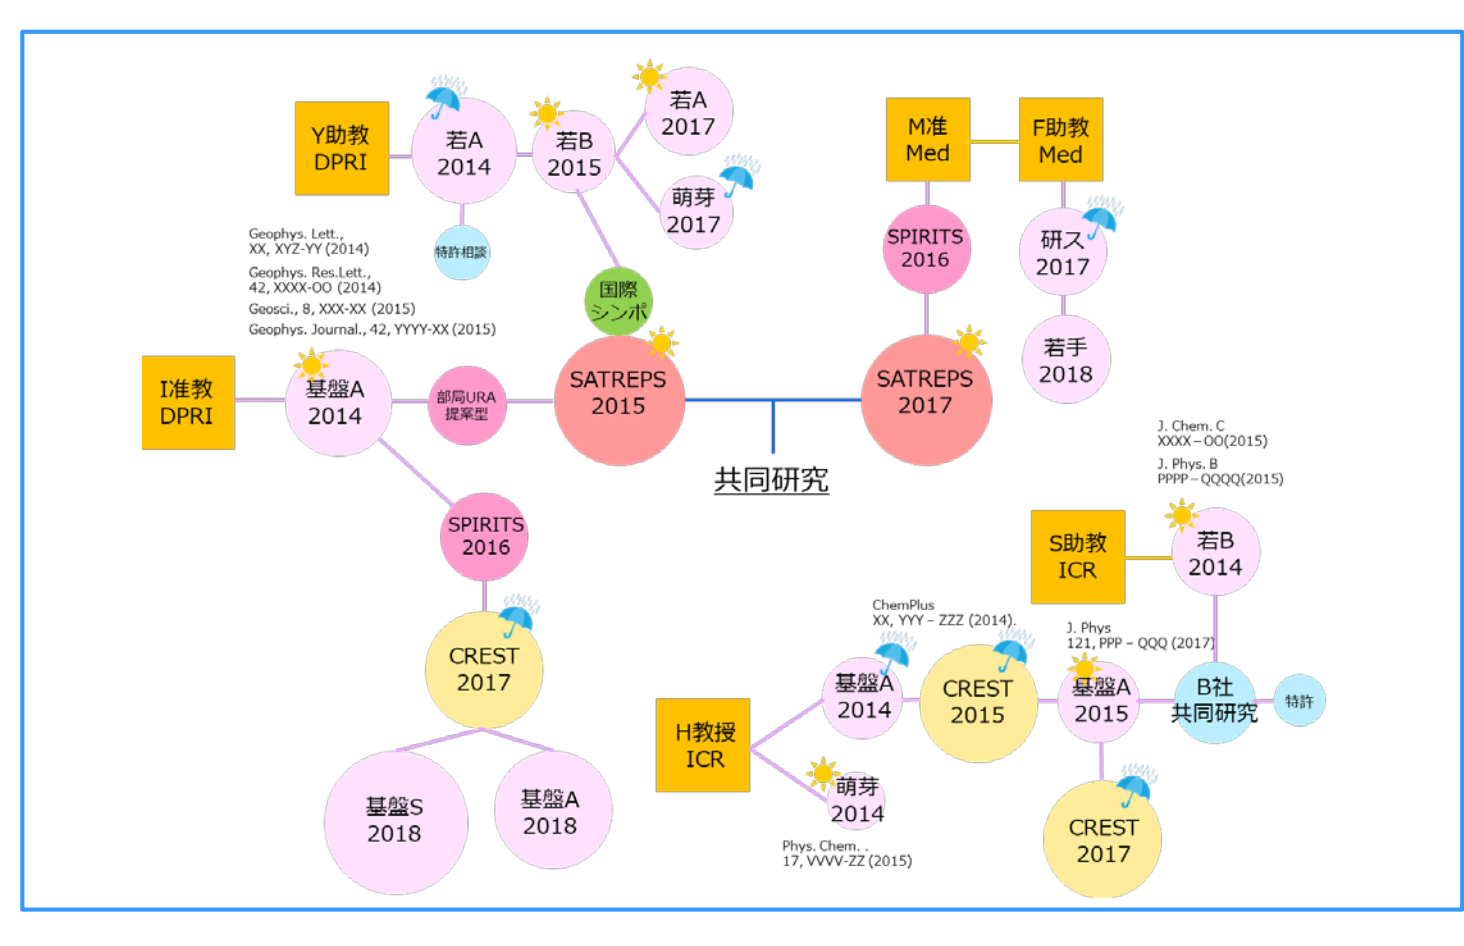 Y助教
DPRI
若A
2014
若B
2015
若A
2017
萌芽
2017
特許相談
国際
シンポ
Geophys. Lett.,
XX, XYZ-YY (2014)
Geophys. Res.Lett.,
42, XXXX-OO (2014)
Geosci., 8, XXX-XX (2015)
Geophys. Journal., 42, YYYY-XX (2015)
I准教
DPRI
基盤A
2014
部局URA
提案型
SATREPS
2015
SATREPS
2017
共同研究
M准
Med
F助教
Med
SPIRITS
2016
研ス
2017
若手
2018
SPIRITS
2016
CREST
2017
基盤S
2018
基盤A
2018
J. Chem. C
XXXX－OO(2015)
J. Phys. B
PPPP－QQQQ(2015)
S助教
ICR
若B
2014
ChemPlus
XX, YYY – ZZZ (2014).
J. Phys
121, PPP – QQQ (2017)
H教授
ICR
基盤A
2014
CREST
2015
基盤A
2015
B社
共同研究
特許
萌芽
2014
Phys. Chem. .
17, VVVV-ZZ (2015)
CREST
2017